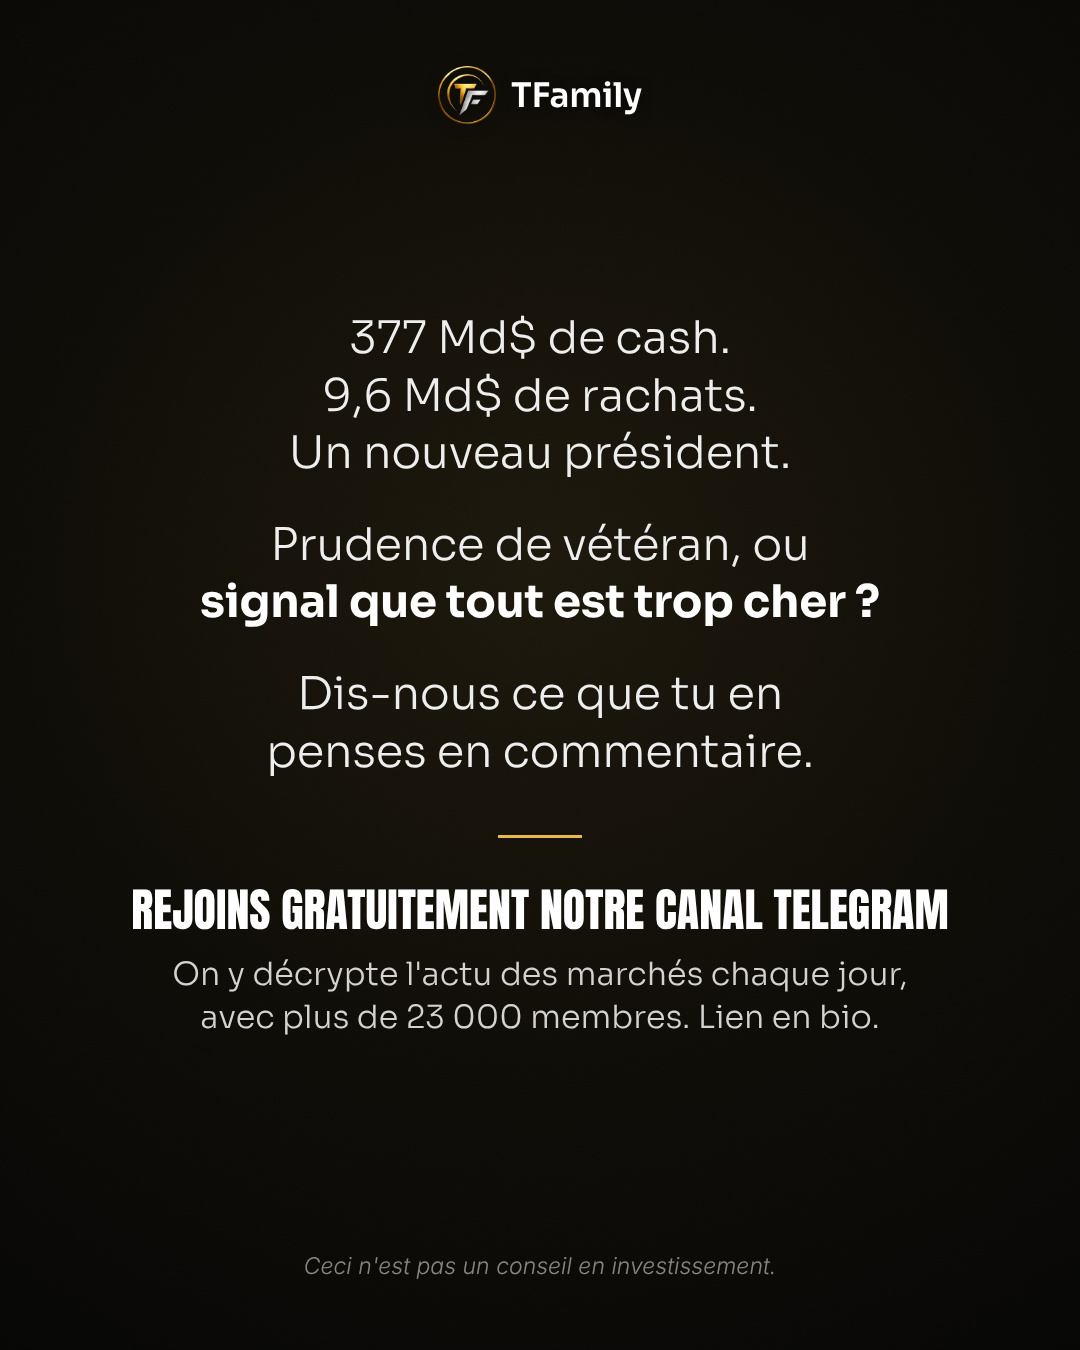 TF TFamily
377 Md$ de cash.
9,6 Md$ de rachats.
Un nouveau président.
Prudence de vétéran, ou
signal que tout est trop cher ?
Dis-nous ce que tu en
penses en commentaire.
REJOINS GRATUITEMENT NOTRE CANAL TELEGRAM
On y décrypte l'actu des marchés chaque jour,
avec plus de 23 000 membres. Lien en bio.
Ceci n'est pas un conseil en investissement.